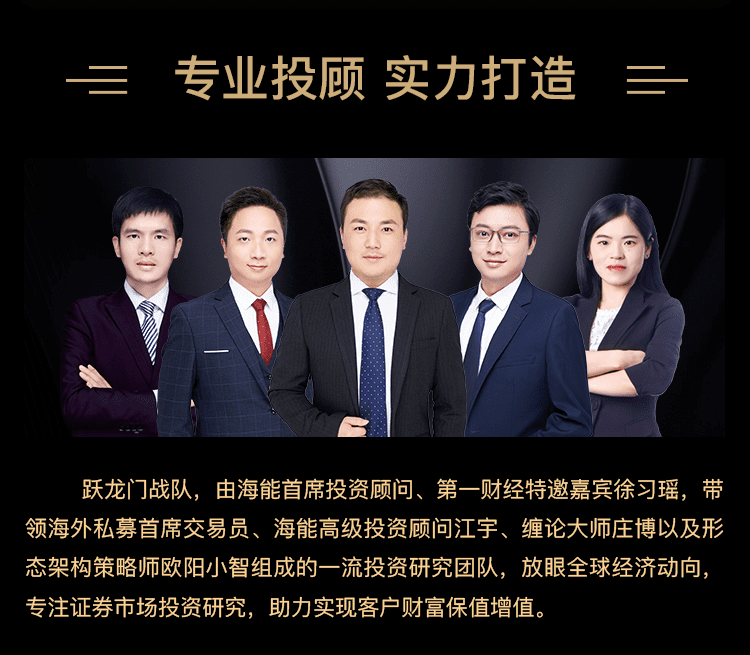 专业投顾 实力打造
跃龙门战队，由海能首席投资顾问、第一财经特邀嘉宾徐习瑶，带
领海外私募首席交易员、海能高级投资顾问江宇、缠论大师庄博以及形
态架构策略师欧阳小智组成的一流投资研究团队，放眼全球经济动向，
专注证券市场投资研究，助力实现客户财富保值增值。